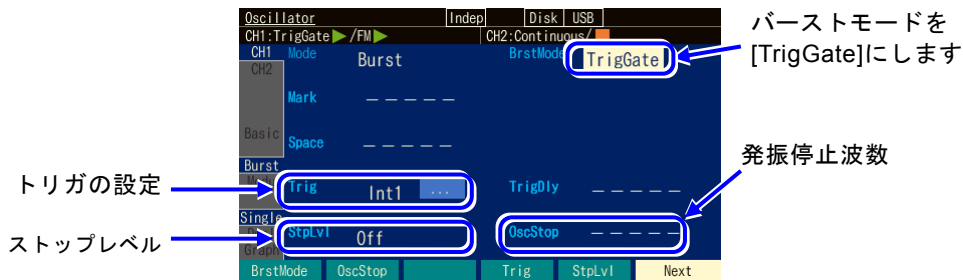 Oscillator Indep Disk USB
CH1:TrigGate /FM CH2:Continuous/
CH1
CH2
Mode Burst
BrstMode TrigGate
バーストモードを
[TrigGate]にします
Mark — — — — —
Basic
Space — — — — —
発振停止波数
Burst
トリガの設定
Trig Int1 ...
TrigDly — — — — —
Single
ストップレベル
StpLvl Off
OscStop — — — — —
Graph
BrstMode OscStop Trig StpLvl Next